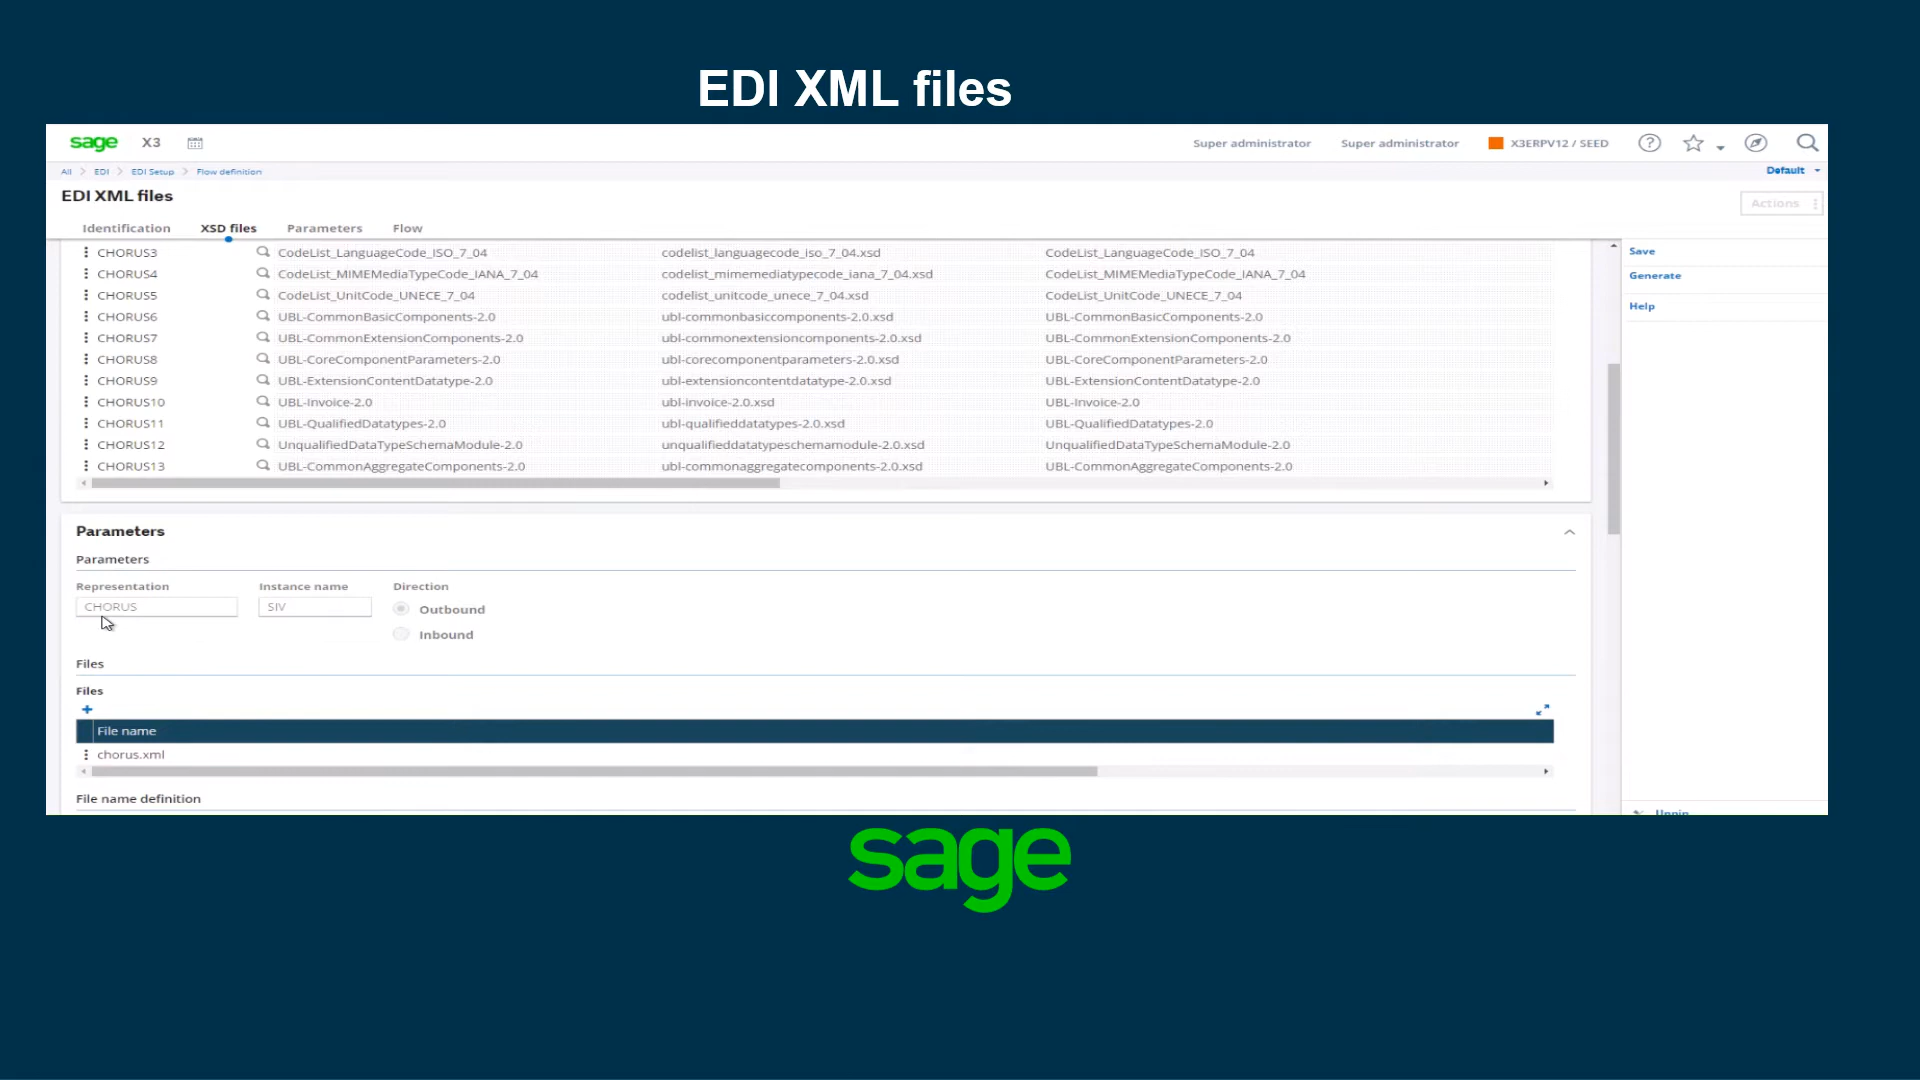 EDI XML files
sage X3 Super administrator Super administrator X3ERPV12 / SEED
All EDI EDI Setup Flow definition Default
EDI XML files
Actions
Identification XSD files Parameters Flow
CHORUS3 CodeList_LanguageCode_ISO_7_04 codelist_languagecode_iso_7_04.xsd CodeList_LanguageCode_ISO_7_04
CHORUS4 CodeList_MIMEMediaTypeCode_IANA_7_04 codelist_mimemediatypecode_iana_7_04.xsd CodeList_MIMEMediaTypeCode_IANA_7_04
CHORUS5 CodeList_UnitCode_UNECE_7_04 codelist_unitcode_unece_7_04.xsd CodeList_UnitCode_UNECE_7_04
CHORUS6 UBL-CommonBasicComponents-2.0 ubl-commonbasiccomponents-2.0.xsd UBL-CommonBasicComponents-2.0
CHORUS7 UBL-CommonExtensionComponents-2.0 ubl-commonextensioncomponents-2.0.xsd UBL-CommonExtensionComponents-2.0
CHORUS8 UBL-CoreComponentParameters-2.0 ubl-corecomponentparameters-2.0.xsd UBL-CoreComponentParameters-2.0
CHORUS9 UBL-ExtensionContentDatatype-2.0 ubl-extensioncontentdatatype-2.0.xsd UBL-ExtensionContentDatatype-2.0
CHORUS10 UBL-Invoice-2.0 ubl-invoice-2.0.xsd UBL-Invoice-2.0
CHORUS11 UBL-QualifiedDatatypes-2.0 ubl-qualifieddatatypes-2.0.xsd UBL-QualifiedDatatypes-2.0
CHORUS12 UnqualifiedDataTypeSchemaModule-2.0 unqualifieddatatypeschemamodule-2.0.xsd UnqualifiedDataTypeSchemaModule-2.0
CHORUS13 UBL-CommonAggregateComponents-2.0 ubl-commonaggregatecomponents-2.0.xsd UBL-CommonAggregateComponents-2.0
Save
Generate
Help
Parameters
Parameters
Representation Instance name Direction
CHORUS SIV Outbound
Inbound
Files
Files
File name
chorus.xml
File name definition
Unpin
sage